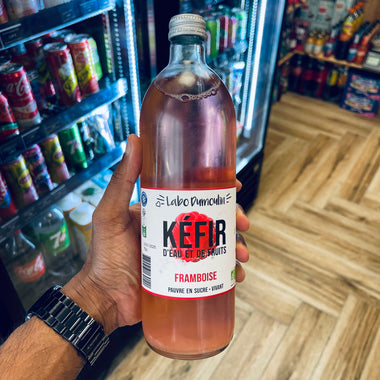 Labo Dumoulin
KÉFIR
D'EAU ET DE FRUITS
FRAMBOISE
PAUVRE EN SUCRE - VIVANT